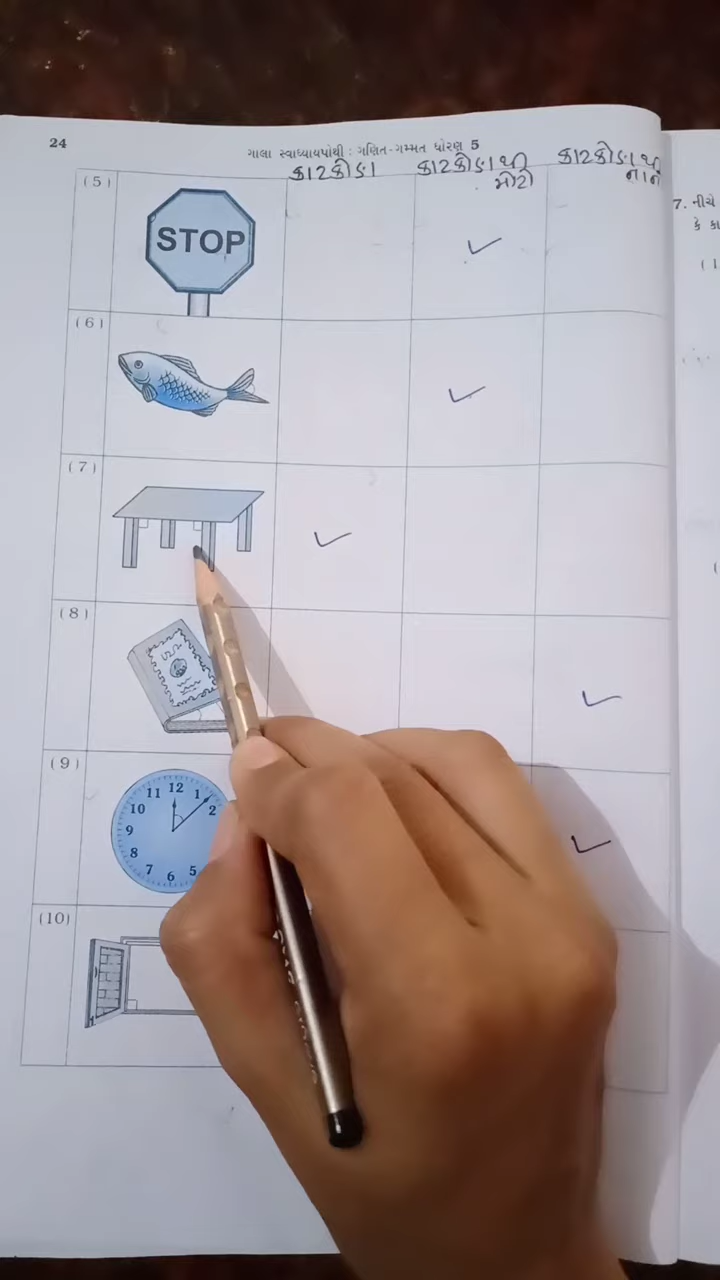 24
ગાલા સ્વાધ્યાયપોથી : ગણિત-ગમ્મત ધોરણ 5
કાટકોણ કાટકોણથી કાટકોણથી
મોટો નાનો
(5)
STOP
(6)
(7)
(8)
(9)
11 12 1
10 2
9
8
7 6 5
(10)
7. નીચે
કે કા
(1